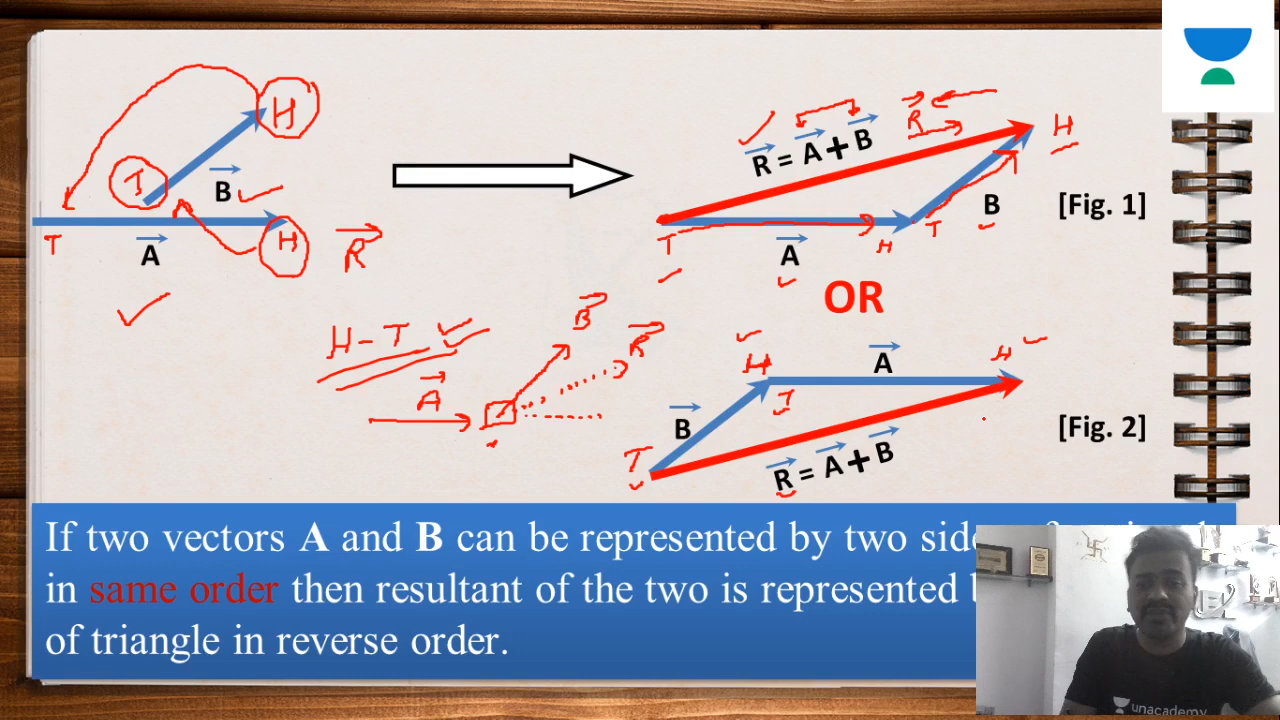 H
T
B
T
A
H
R
H - T
A
B
R
R = A + B
R
H
T
A
H
T
B
[Fig. 1]
OR
H
T
A
H
B
T
R = A + B
[Fig. 2]
If two vectors A and B can be represented by two
in same order then resultant of the two is represented
of triangle in reverse order.
unacademy